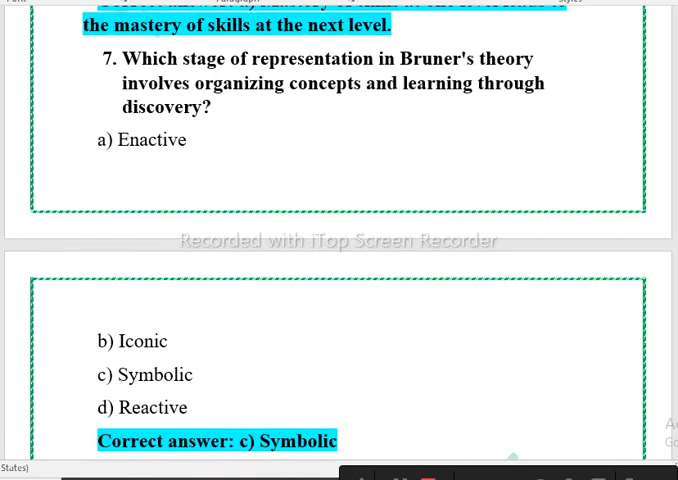 the mastery of skills at the next level.
7. Which stage of representation in Bruner's theory
involves organizing concepts and learning through
discovery?
a) Enactive
Recorded with iTop Screen Recorder
b) Iconic
c) Symbolic
d) Reactive
Correct answer: c) Symbolic
States)